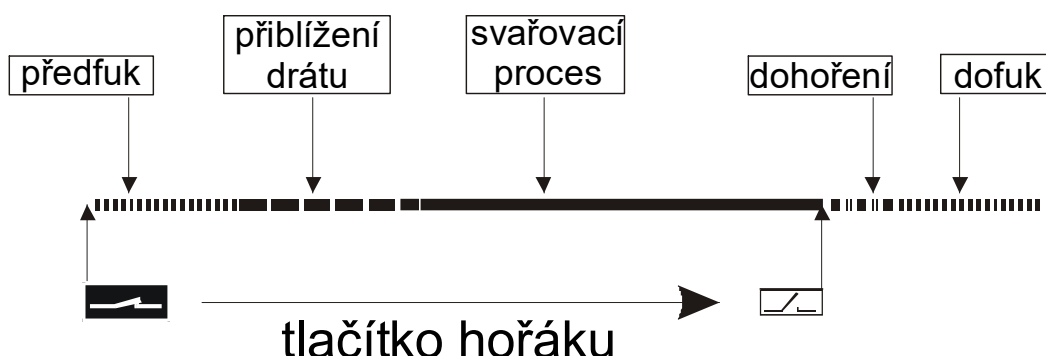 předfuk
přiblížení
drátu
svařovací
proces
dohoření
dofuk
tlačítko hořáku